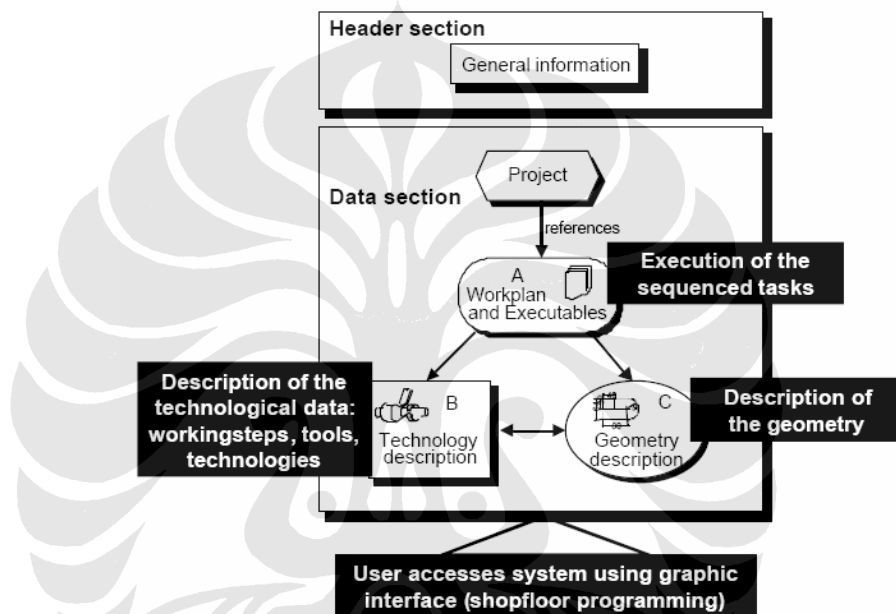 Header section
General information
Data section
Project
references
A
Workplan
and Executables
Execution of the
sequenced tasks
Description of the
technological data:
workingsteps, tools,
technologies
B
Technology
description
C
Geometry
description
Description of
the geometry
User accesses system using graphic
interface (shopfloor programming)